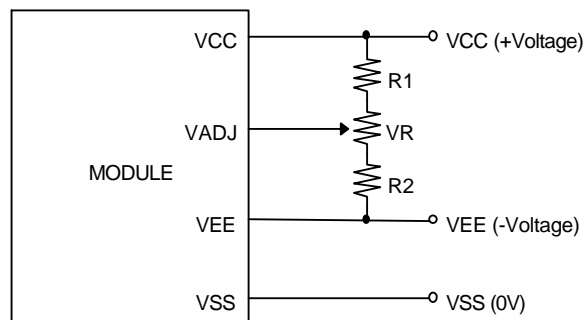 VCC
VCC (+Voltage)
R1
VADJ
VR
MODULE
R2
VEE
VEE (-Voltage)
VSS
VSS (0V)